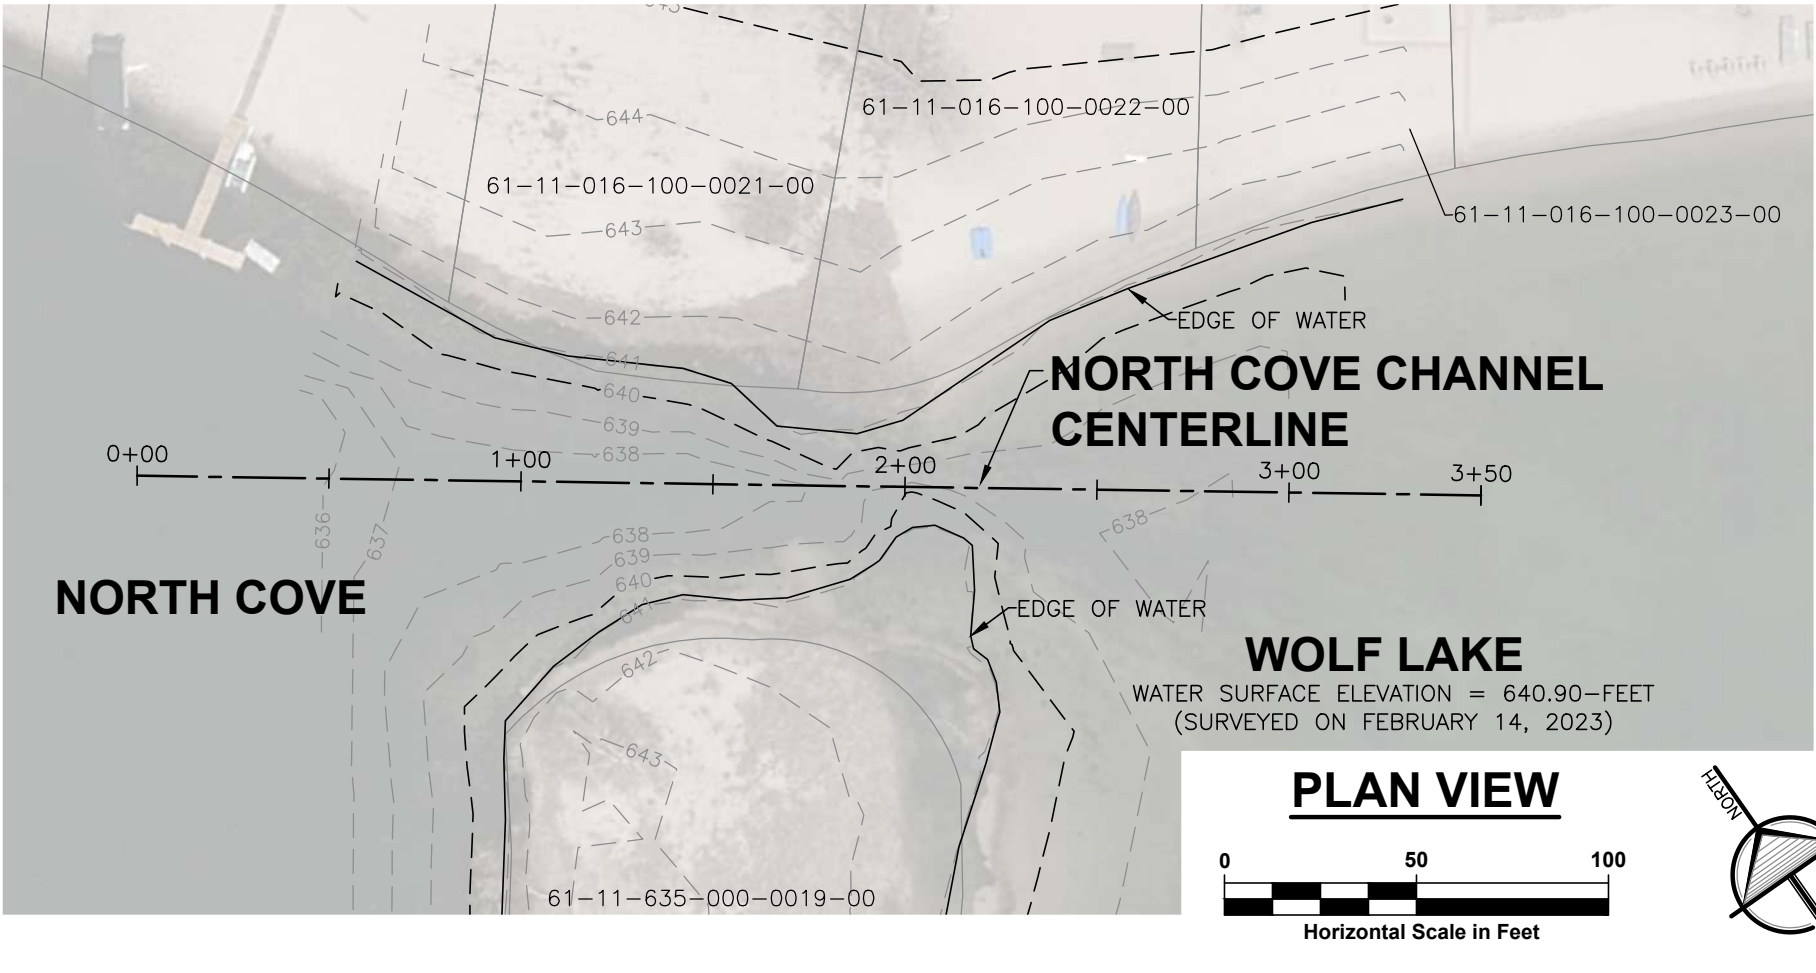 645
61-11-016-100-0022-00
644
61-11-016-100-0021-00
61-11-016-100-0023-00
643
642
EDGE OF WATER
641
NORTH COVE CHANNEL
CENTERLINE
640
639
638
0+00
1+00
2+00
3+00
3+50
636
637
638
638
639
640
641
NORTH COVE
EDGE OF WATER
642
WOLF LAKE
WATER SURFACE ELEVATION = 640.90-FEET
(SURVEYED ON FEBRUARY 14, 2023)
643
61-11-635-000-0019-00
PLAN VIEW
NORTH
0 50 100
Horizontal Scale in Feet